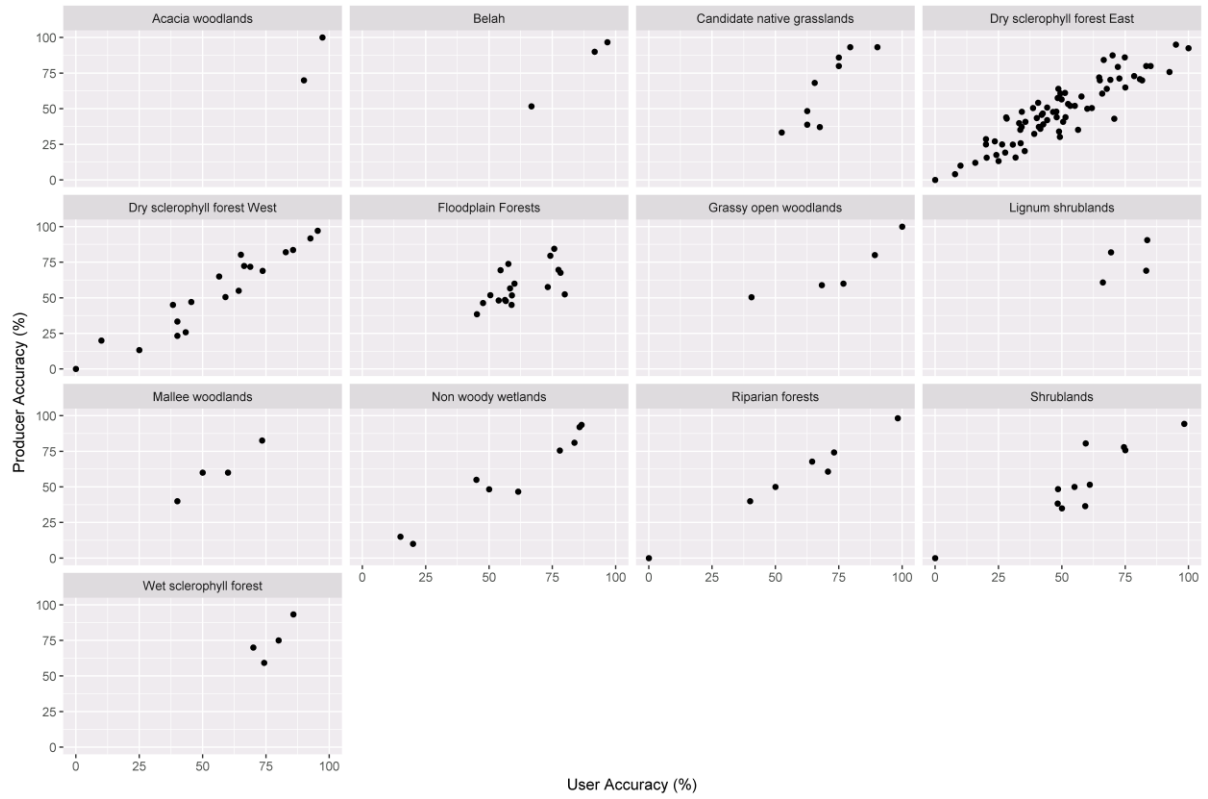 Acacia woodlands
Belah
Candidate native grasslands
Dry sclerophyll forest East
100
75
50
25
0
Dry sclerophyll forest West
Floodplain Forests
Grassy open woodlands
Lignum shrublands
100
75
50
25
0
Producer Accuracy (%)
Mallee woodlands
Non woody wetlands
Riparian forests
Shrublands
100
75
50
25
0
0 25 50 75 100
0 25 50 75 100
0 25 50 75 100
Wet sclerophyll forest
100
75
50
25
0
0 25 50 75 100
User Accuracy (%)